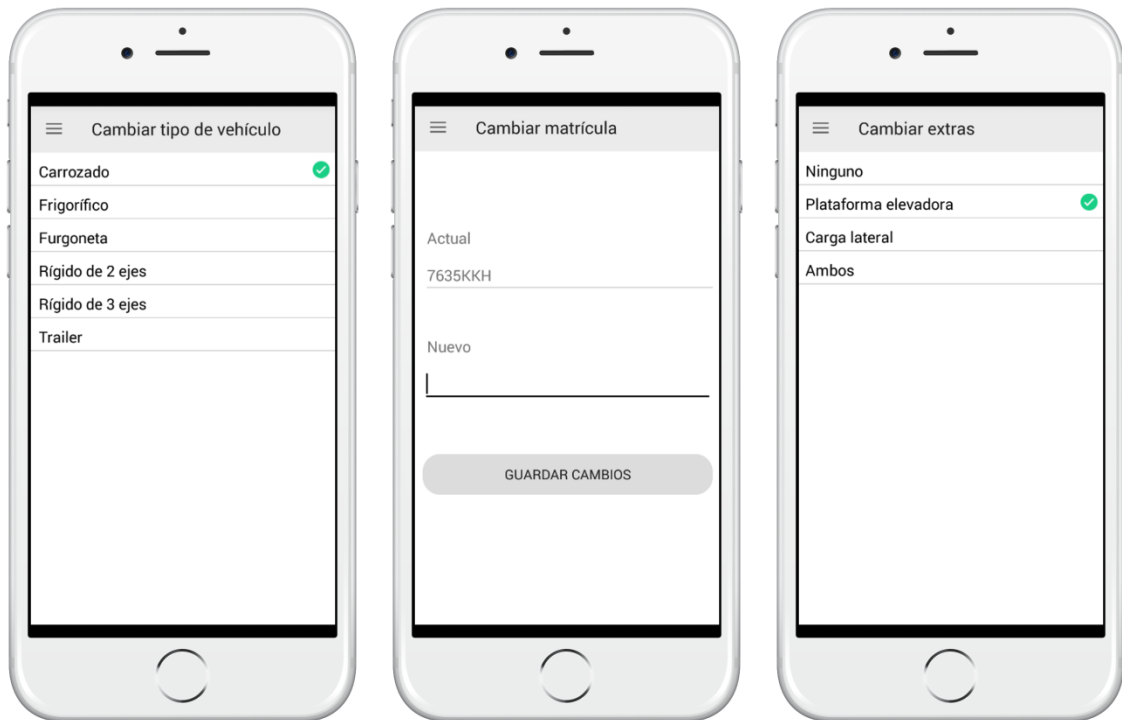 Cambiar tipo de vehículo
Carrozado
Frigorífico
Furgoneta
Rígido de 2 ejes
Rígido de 3 ejes
Trailer
Cambiar matrícula
Actual
7635KKH
Nuevo
GUARDAR CAMBIOS
Cambiar extras
Ninguno
Plataforma elevadora
Carga lateral
Ambos